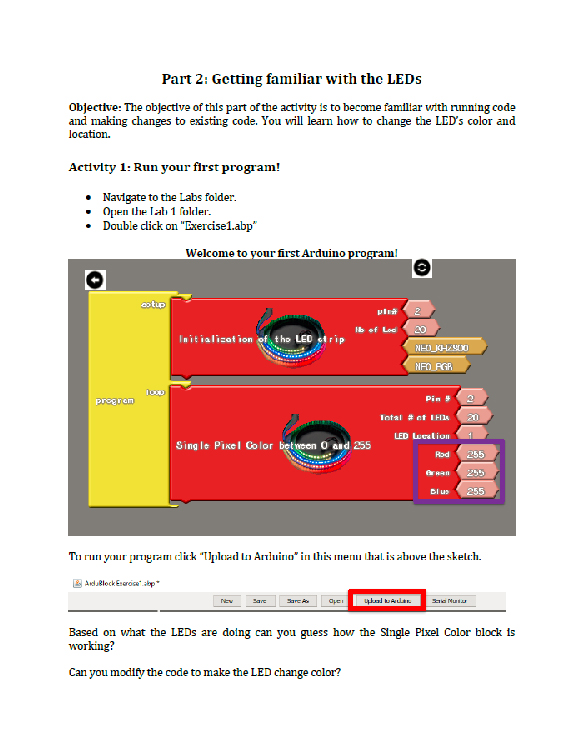 Part 2: Getting familiar with the LEDs
Objective: The objective of this part of the activity is to become familiar with running code
and making changes to existing code. You will learn how to change the LED's color and
location.
Activity 1: Run your first program!
• Navigate to the Labs folder.
• Open the Lab 1 folder.
• Double click on "Exercise1.abp"
Welcome to your first Arduino program!
setup
pin#
2
Initialization of the LED strip
Nb of Led
20
NEO_KHZ800
NEO_RGB
program
loop
Pin #
2
Total # of LEDs
20
Single Pixel Color between 0 and 255
LED Location
1
Red
255
Green
255
Blue
255
To run your program click "Upload to Arduino" in this menu that is above the sketch.
ArduBlock Exercise1.abp *
New Save Save As Open Upload to Arduino Serial Monitor
Based on what the LEDs are doing can you guess how the Single Pixel Color block is
working?
Can you modify the code to make the LED change color?